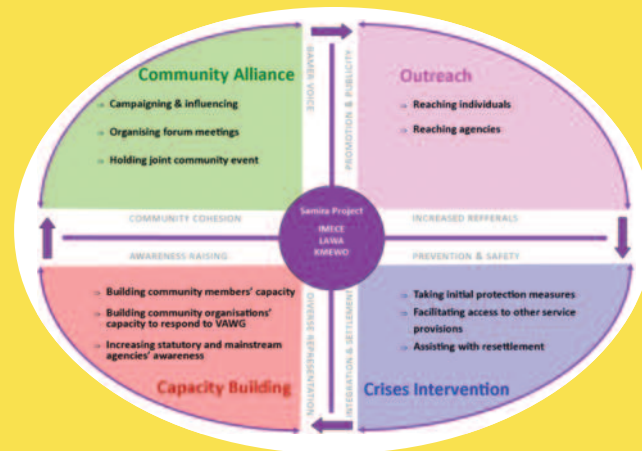 Community Alliance
Campaigning & influencing
Organising forum meetings
Holding joint community event
BAMER VOICE
PROMOTION & PUBLICITY
Outreach
Reaching individuals
Reaching agencies
COMMUNITY COHESION
INCREASED REFFERALS
Samira Project
IMECE
LAWA
KMEWO
AWARENESS RAISING
PREVENTION & SAFETY
Building community members' capacity
Building community organisations'
capacity to respond to VAWG
Increasing statutory and mainstream
agencies' awareness
Capacity Building
DIVERSE REPRESENTATION
INTEGRATION & SETTLEMENT
Taking initial protection measures
Facilitating access to other service
provisions
Assisting with resettlement
Crises Intervention